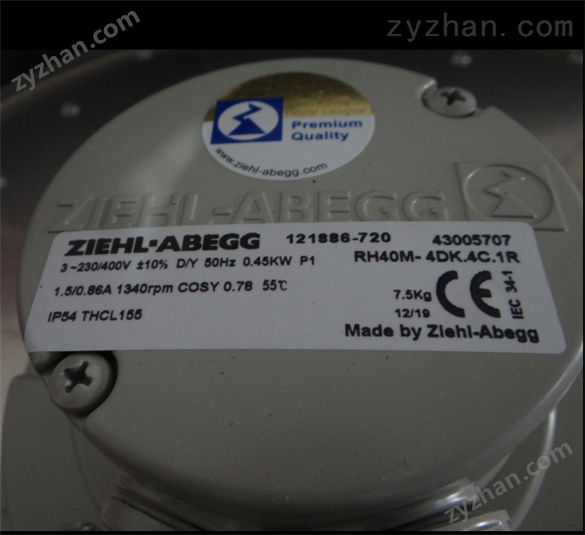 zyzhan.com
zyzhan.com
zyzhan.com
Premium
Quality
www.ziehl-abegg.com
ZIEHL-ABEGG
ZIEHL-ABEGG 121886-720 43005707
3~230/400V ±10% D/Y 50Hz 0.45KW P1 RH40M- 4DK.4C.1R
1.5/0.86A 1340rpm COSY 0.78 55℃ 7.5Kg CE IEC 34-1
IP54 THCL155 12/19
Made by Ziehl-Abegg
zyzhan.com
zyzhan.com